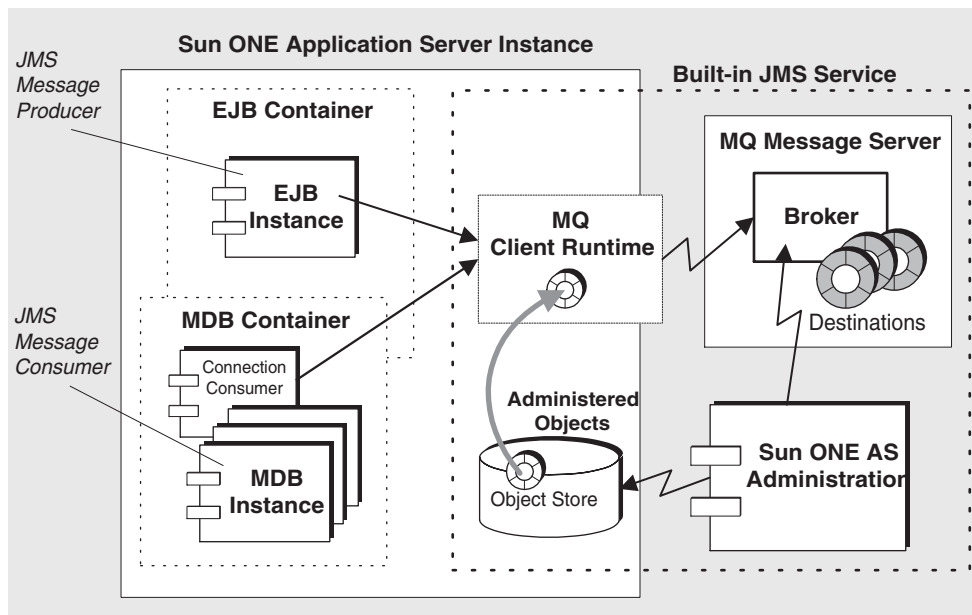 Sun ONE Application Server Instance
JMS
Message
Producer
Built-in JMS Service
EJB Container
MQ Message Server
EJB
Instance
MQ
Client Runtime
Broker
Destinations
JMS
Message
Consumer
MDB Container
Connection
Consumer
MDB
Instance
Administered
Objects
Object Store
Sun ONE AS
Administration